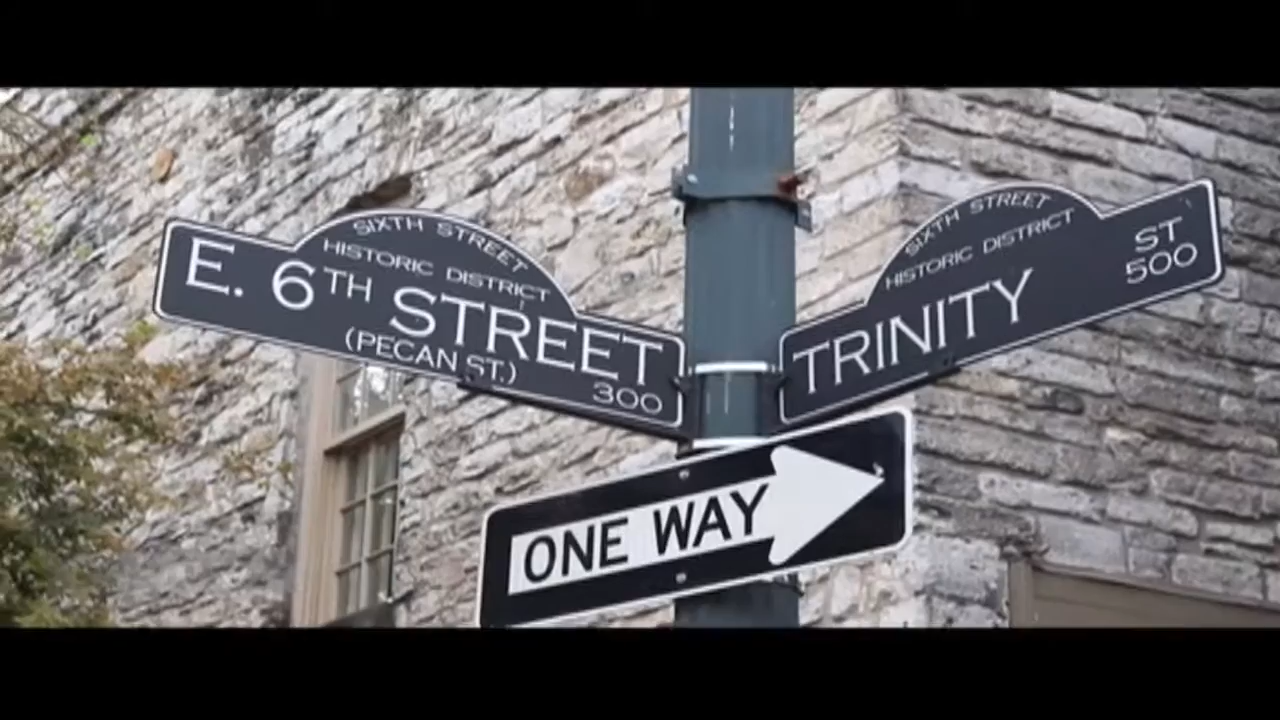 SIXTH STREET
HISTORIC DISTRICT
E. 6TH STREET
(PECAN ST.)
300
SIXTH STREET
HISTORIC DISTRICT
TRINITY ST
500
ONE WAY